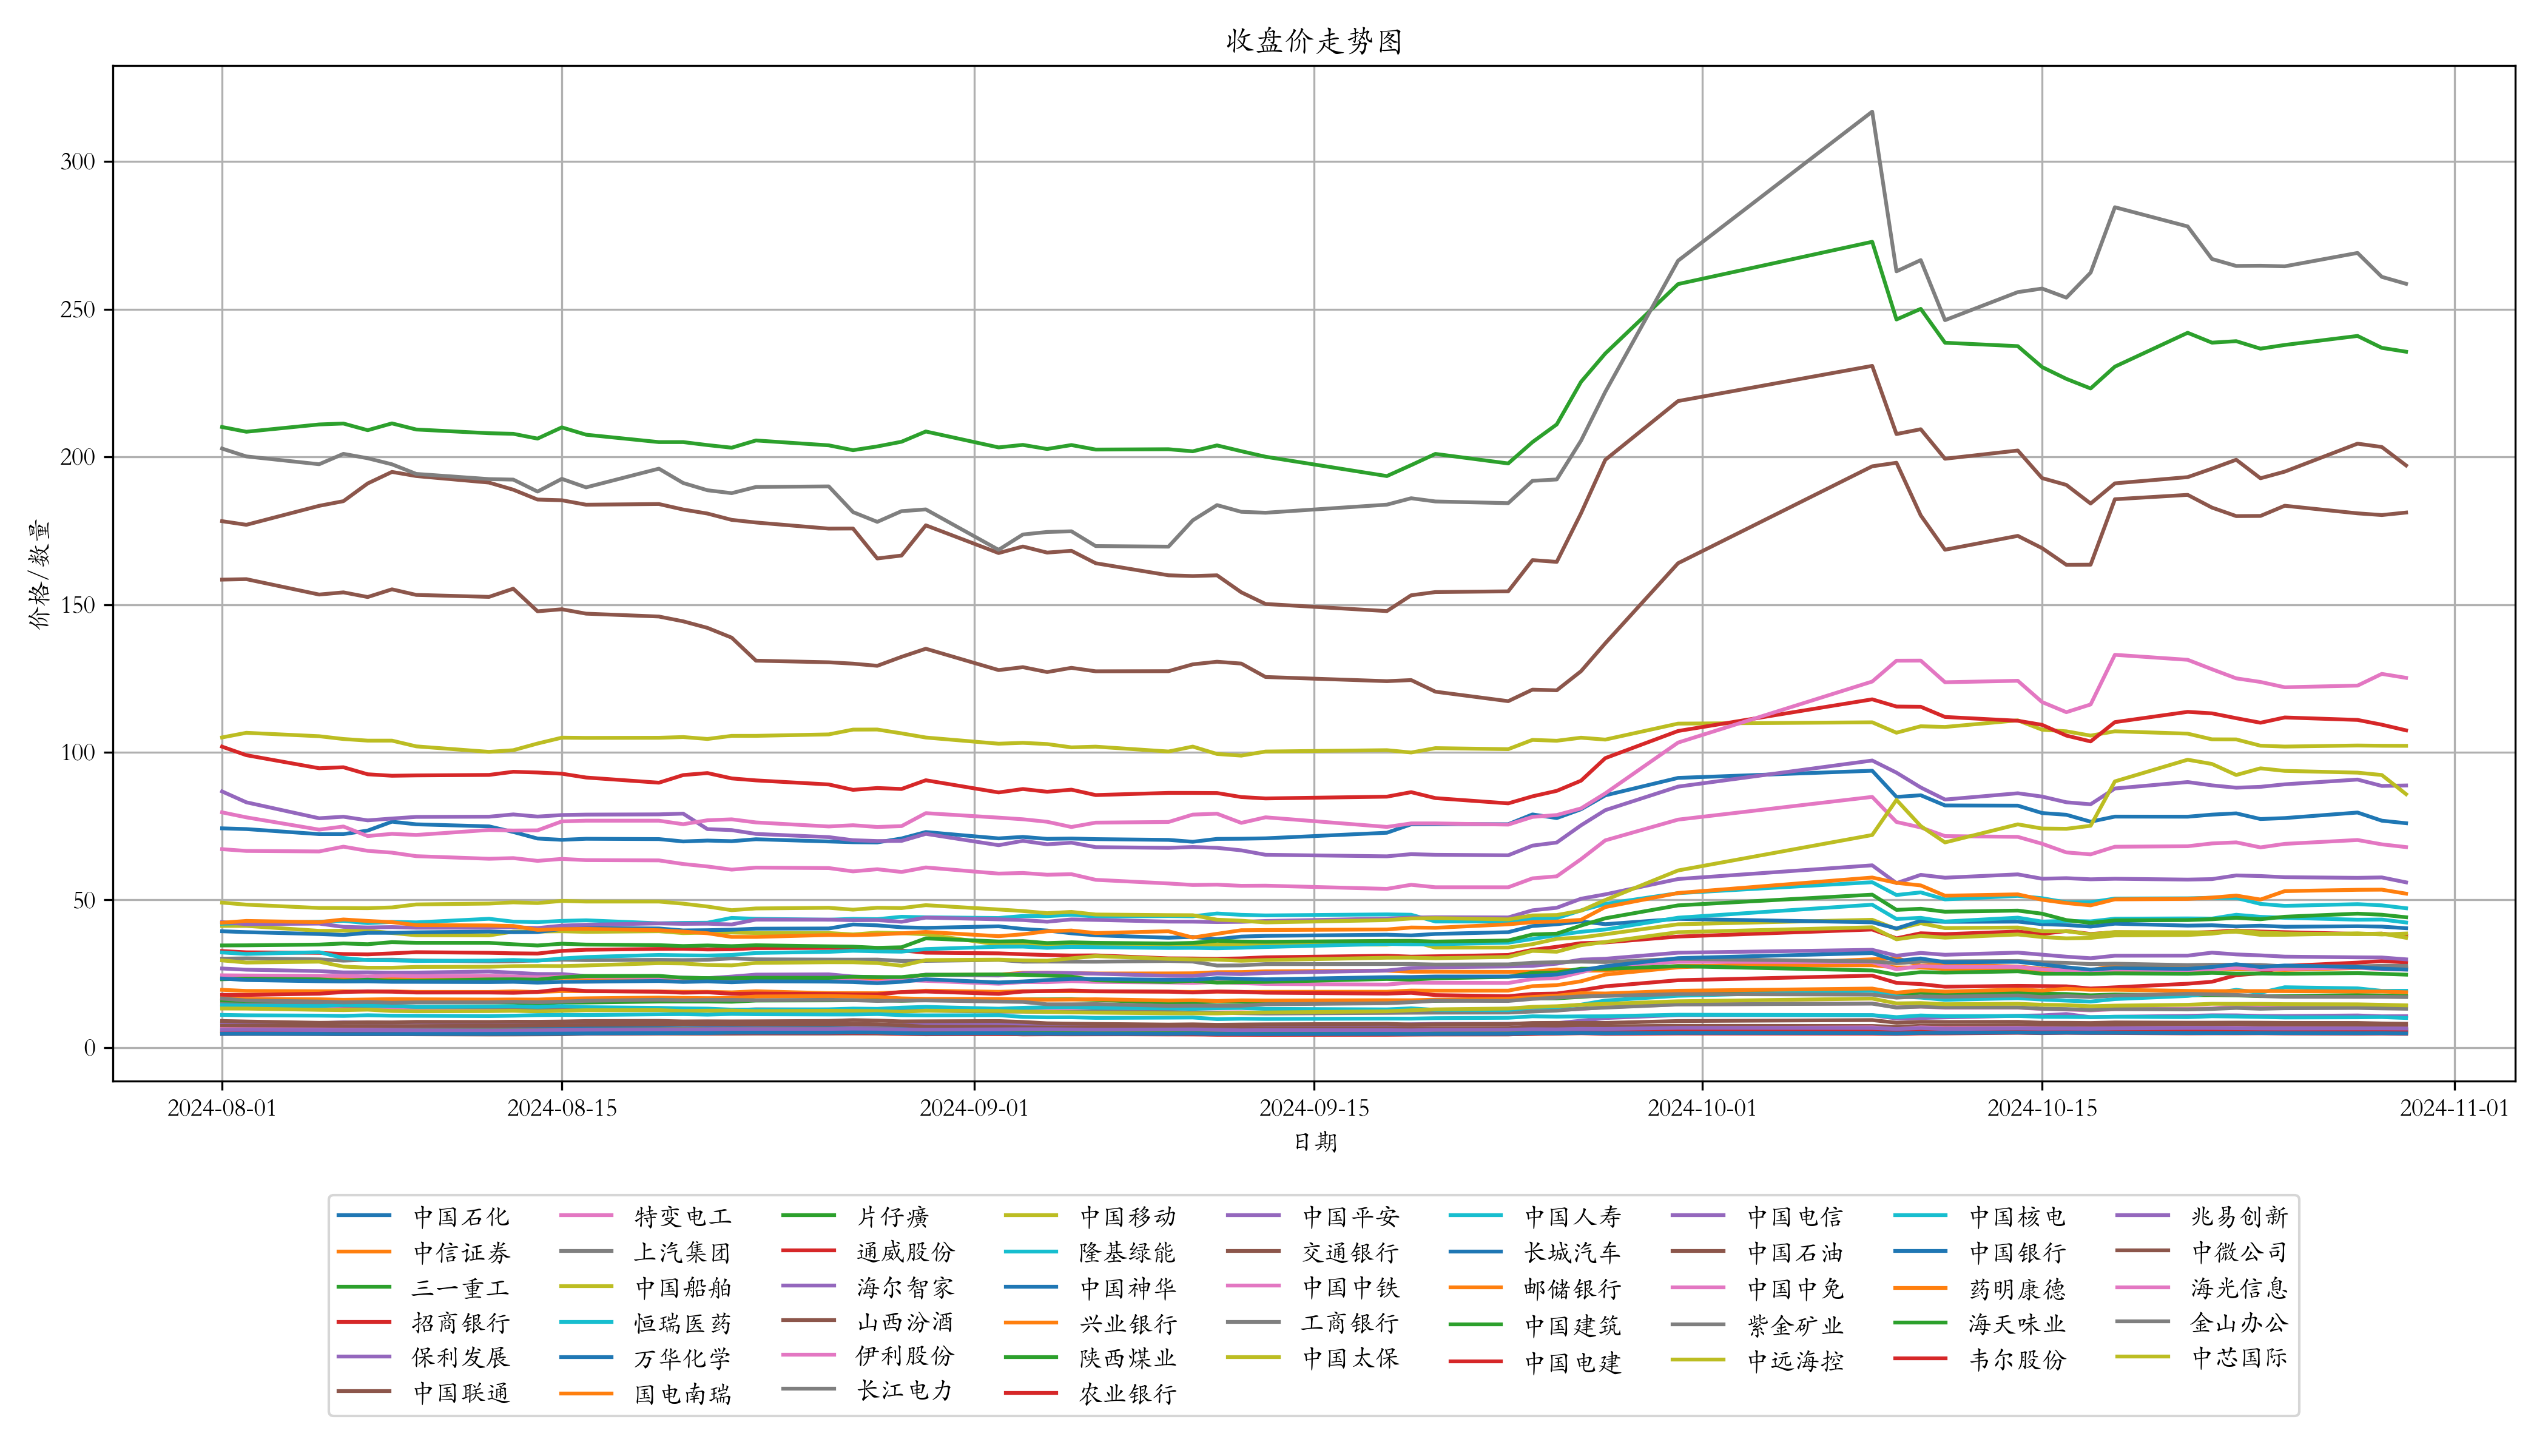 收盘价走势图
价格/数量
300
250
200
150
100
50
0
2024-08-01
2024-08-15
2024-09-01
2024-09-15
2024-10-01
2024-10-15
2024-11-01
日期
中国石化
中信证券
三一重工
招商银行
保利发展
中国联通
特变电工
上汽集团
中国船舶
恒瑞医药
万华化学
国电南瑞
片仔癀
通威股份
海尔智家
山西汾酒
伊利股份
长江电力
中国移动
隆基绿能
中国神华
兴业银行
陕西煤业
农业银行
中国平安
交通银行
中国中铁
工商银行
中国太保
中国人寿
长城汽车
邮储银行
中国建筑
中国电建
中国电信
中国石油
中国中免
紫金矿业
中远海控
中国核电
中国银行
药明康德
海天味业
韦尔股份
兆易创新
中微公司
海光信息
金山办公
中芯国际